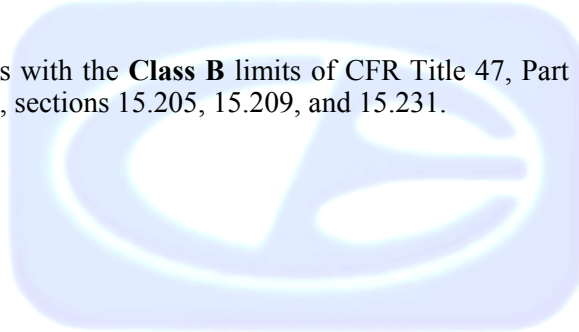 s with the Class B limits of CFR Title 47, Part
, sections 15.205, 15.209, and 15.231.